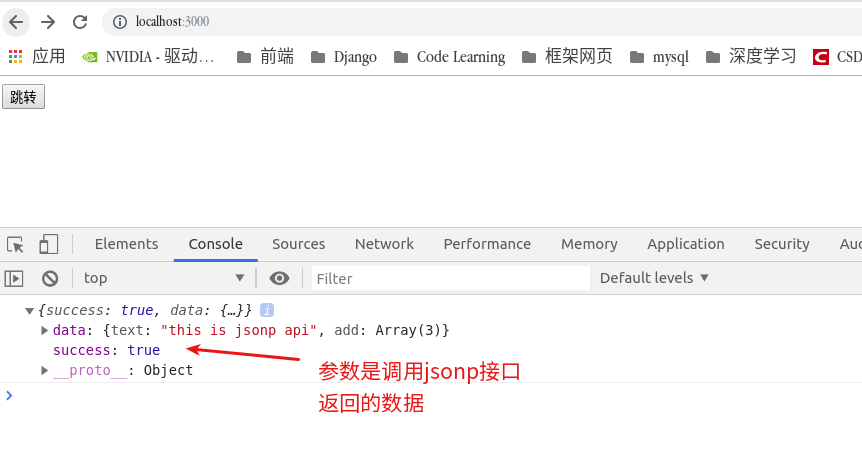 localhost:3000
应用 NVIDIA - 驱动… 前端 Django Code Learning 框架网页 mysql 深度学习 CSD
跳转
Elements Console Sources Network Performance Memory Application Security Auc
top Filter Default levels
{success: true, data: {…}} i
data: {text: "this is jsonp api", add: Array(3)}
success: true
__proto__: Object
参数是调用jsonp接口
返回的数据